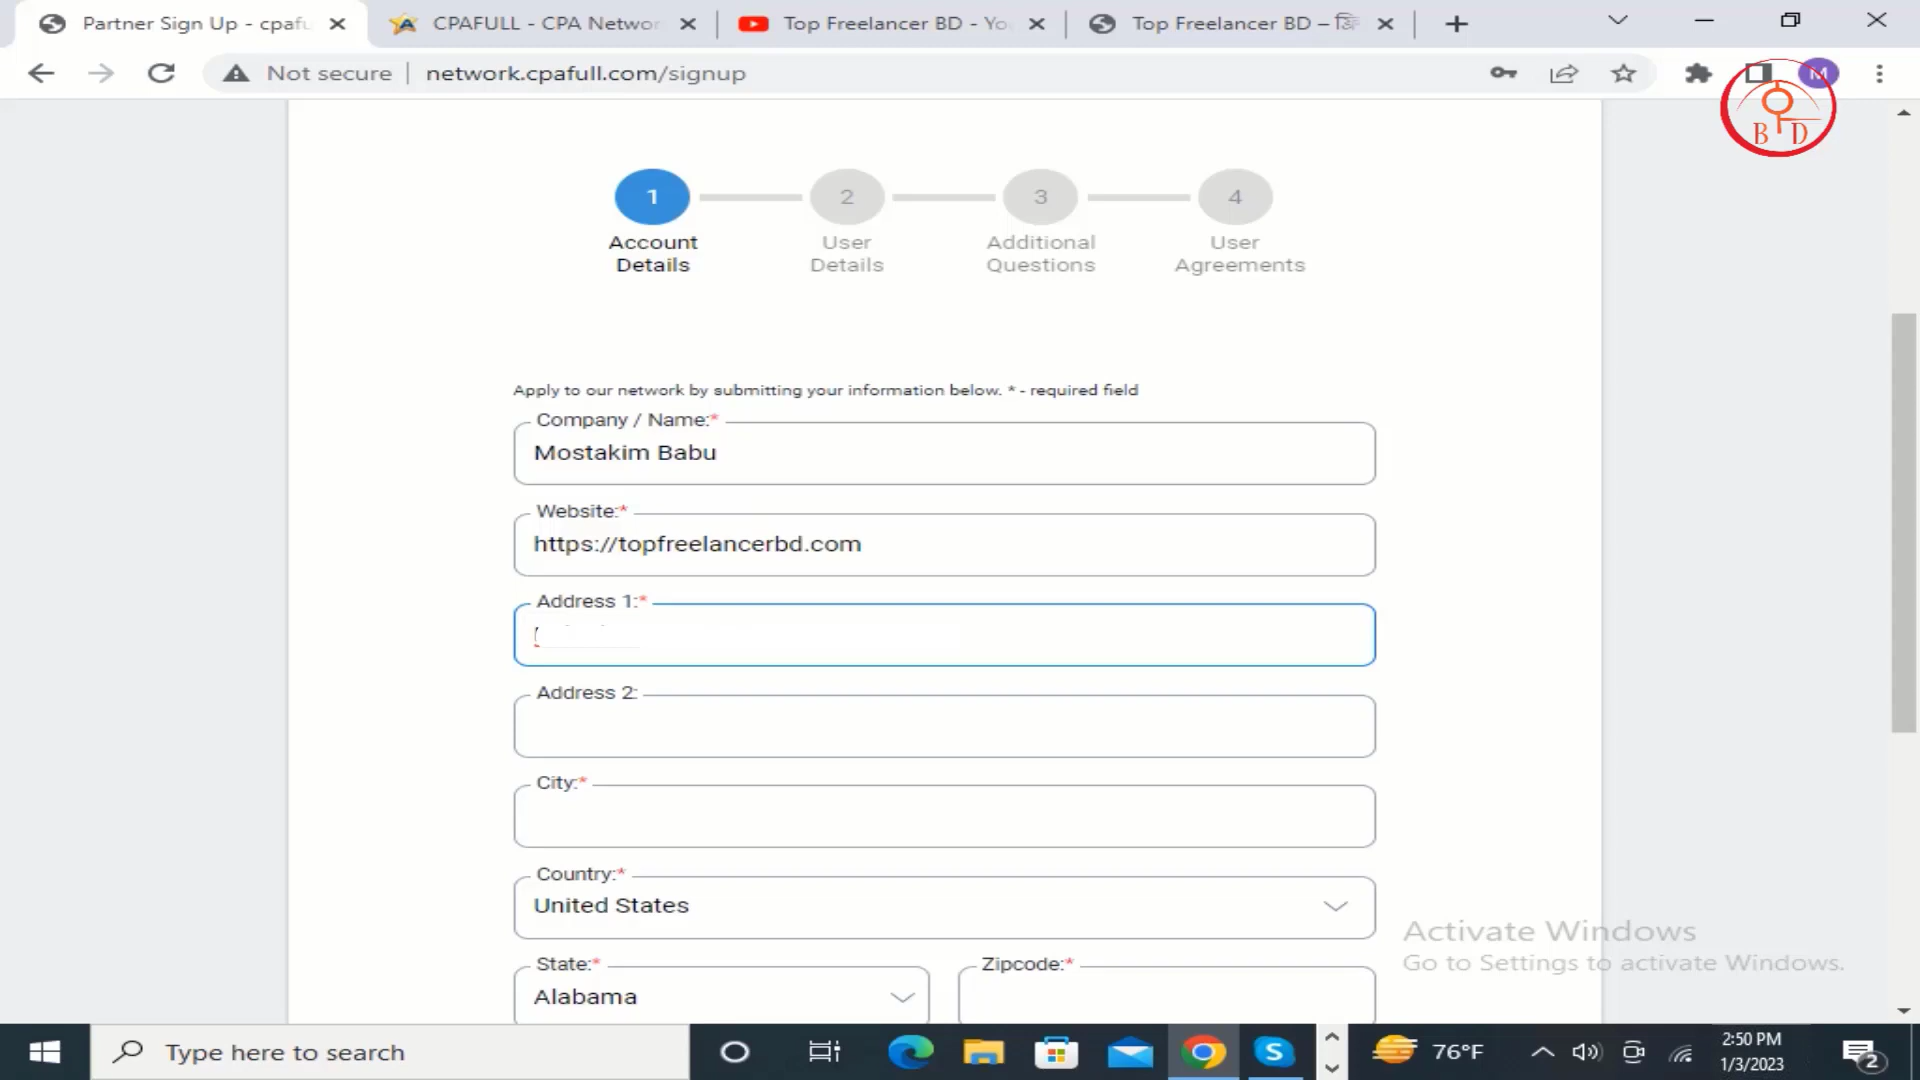 Partner Sign Up - cpafu
CPAFULL - CPA Networ
Top Freelancer BD - Yo
Top Freelancer BD –
Not secure
network.cpafull.com/signup
M
B D
1
2
3
4
Account Details
User Details
Additional Questions
User Agreements
Apply to our network by submitting your information below. * - required field
Company / Name:*
Mostakim Babu
Website:*
https://topfreelancerbd.com
Address 1:*
Address 2:
City:*
Country:*
United States
State:*
Alabama
Zipcode:*
Activate Windows
Go to Settings to activate Windows.
Type here to search
76°F
2:50 PM
1/3/2023
2